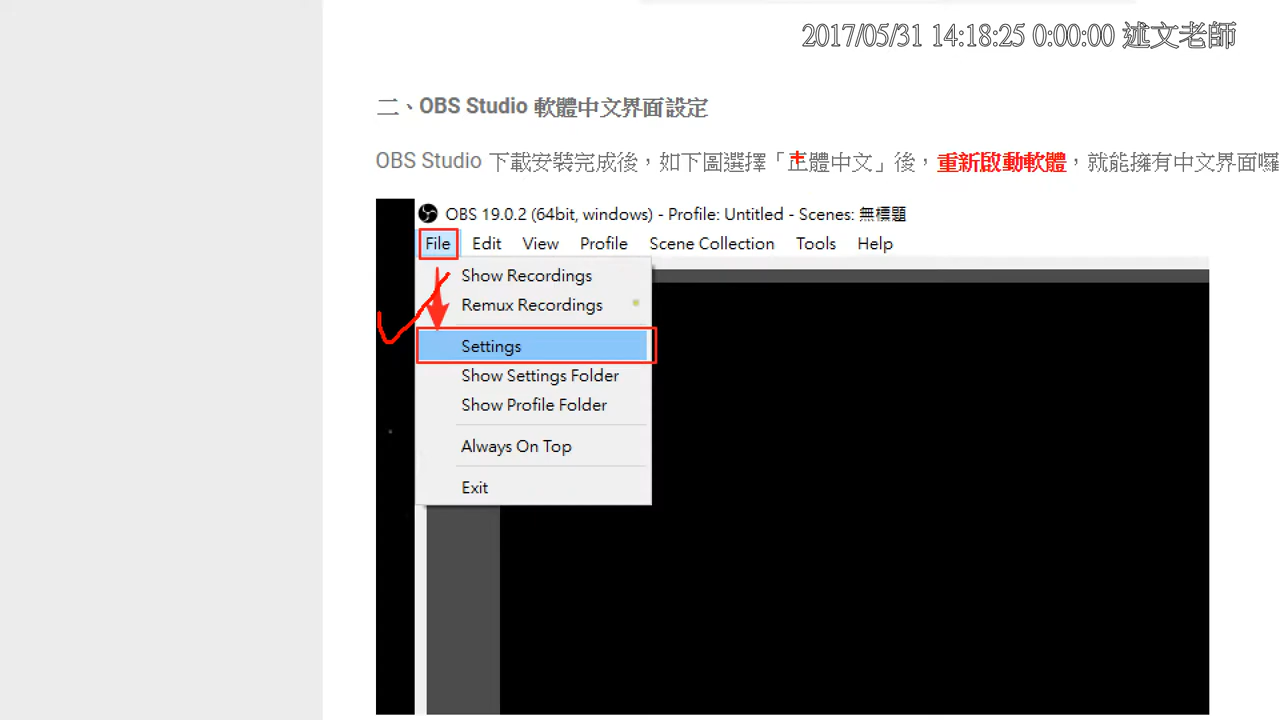 2017/05/31 14:18:25 0:00:00 述文老師
二、OBS Studio 軟體中文界面設定
OBS Studio 下載安裝完成後，如下圖選擇「正體中文」後，重新啟動軟體，就能擁有中文界面囉
OBS 19.0.2 (64bit, windows) - Profile: Untitled - Scenes: 無標題
File Edit View Profile Scene Collection Tools Help
Show Recordings
Remux Recordings
Settings
Show Settings Folder
Show Profile Folder
Always On Top
Exit